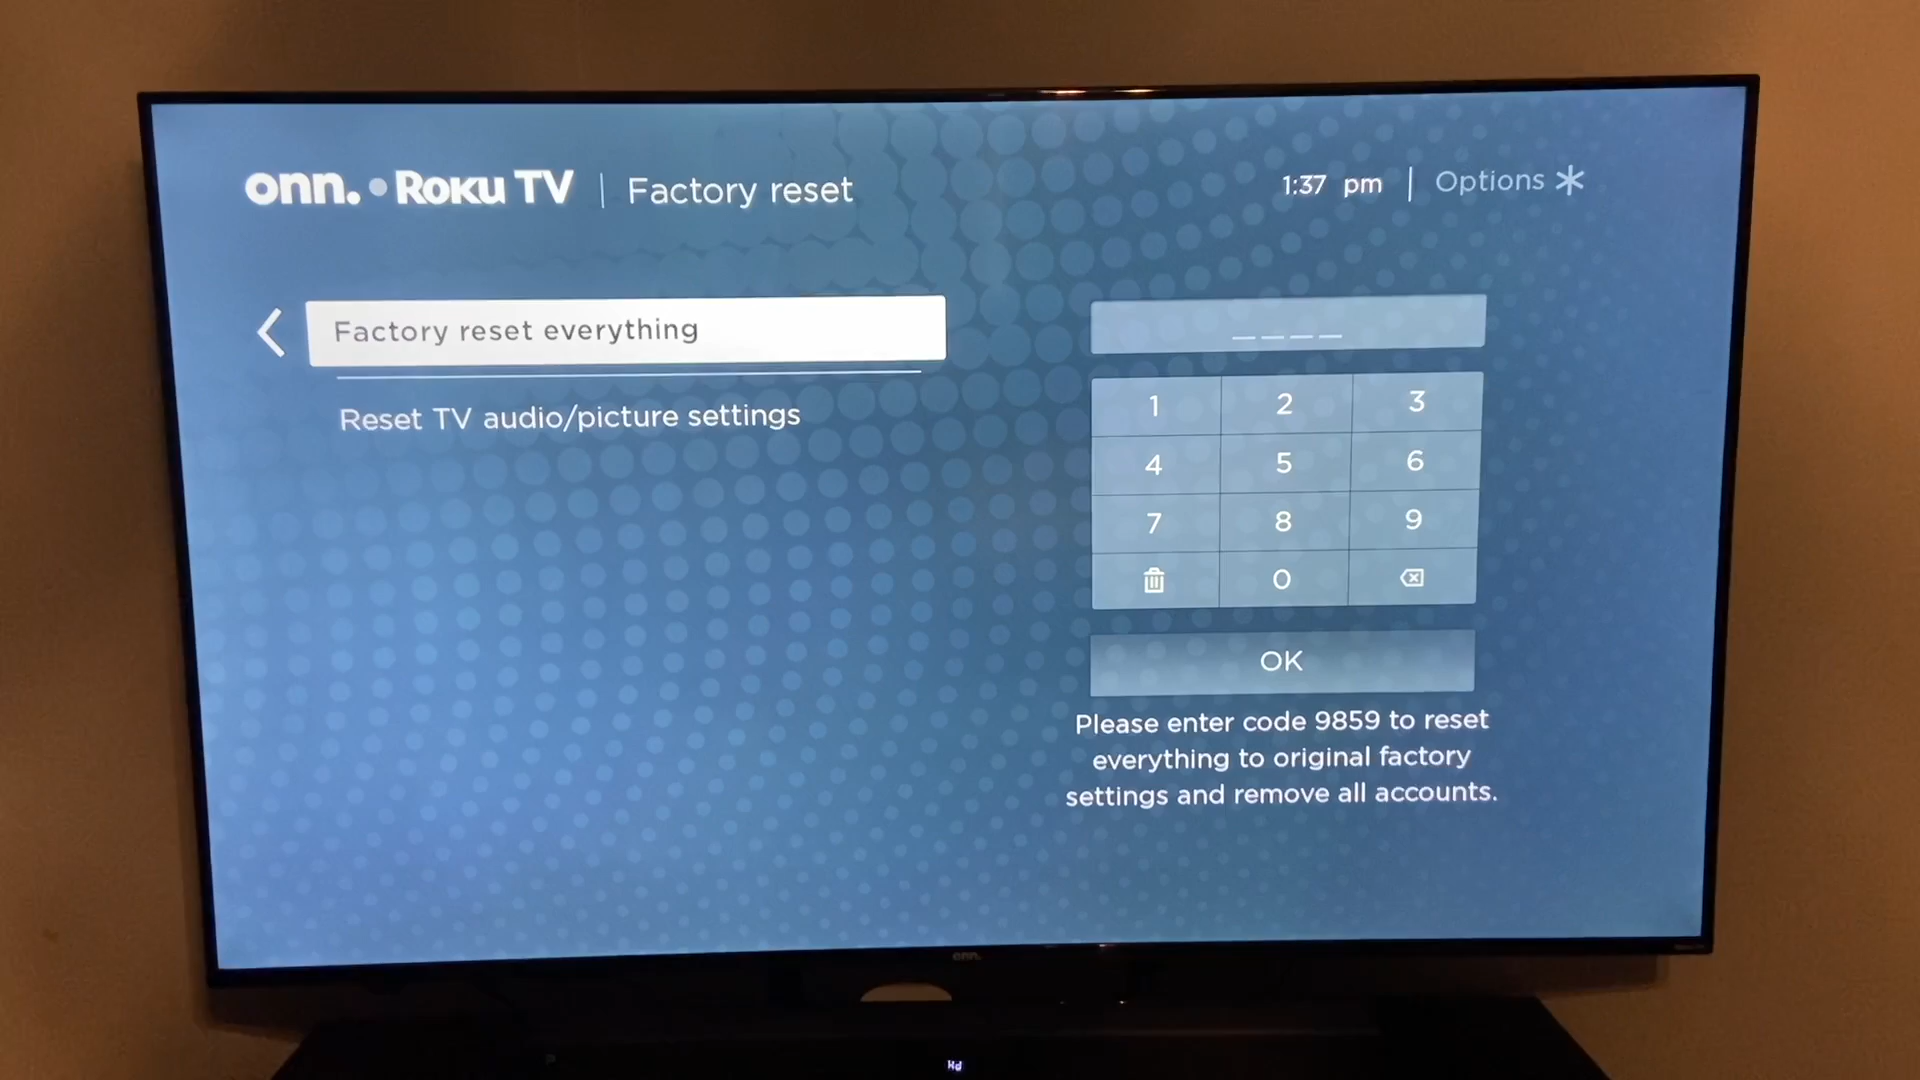 onn. • Roku TV | Factory reset
1:37 pm | Options
Factory reset everything
Reset TV audio/picture settings
1 2 3
4 5 6
7 8 9
0
OK
Please enter code 9859 to reset
everything to original factory
settings and remove all accounts.
onn.